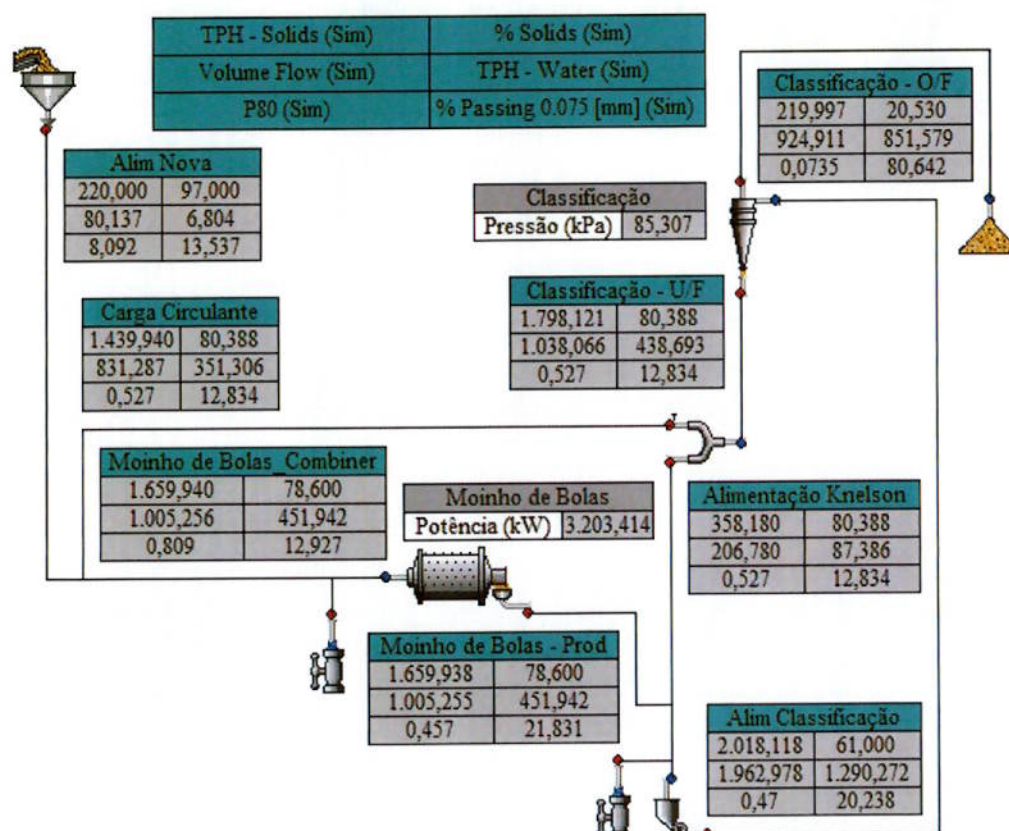 TPH - Solids (Sim) % Solids (Sim)
Volume Flow (Sim) TPH - Water (Sim)
P80 (Sim) % Passing 0.075 [mm] (Sim)
Classificação - O/F
219,997 20,530
924,911 851,579
0,0735 80,642
Alim Nova
220,000 97,000
80,137 6,804
8,092 13,537
Classificação
Pressão (kPa) 85,307
Classificação - U/F
1.798,121 80,388
1.038,066 438,693
0,527 12,834
Carga Circulante
1.439,940 80,388
831,287 351,306
0,527 12,834
Moinho de Bolas_Combiner
1.659,940 78,600
1.005,256 451,942
0,809 12,927
Moinho de Bolas
Potência (kW) 3.203,414
Alimentação Knelson
358,180 80,388
206,780 87,386
0,527 12,834
Moinho de Bolas - Prod
1.659,938 78,600
1.005,255 451,942
0,457 21,831
Alim Classificação
2.018,118 61,000
1.962,978 1.290,272
0,47 20,238